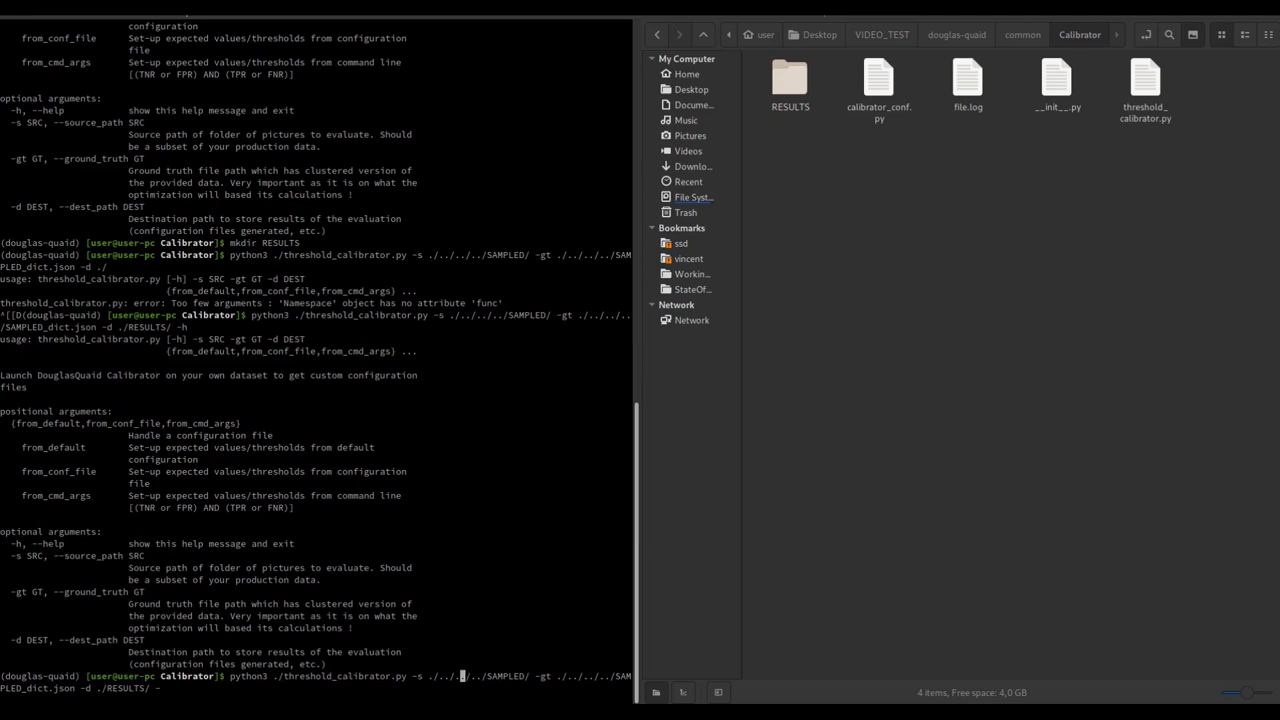 configuration
from_conf_file Set-up expected values/thresholds from configuration
file
from_cmd_args Set-up expected values/thresholds from command line
[(TNR or FPR) AND (TPR or FNR)]
optional arguments:
-h, --help show this help message and exit
-s SRC, --source_path SRC
Source path of folder of pictures to evaluate. Should
be a subset of your production data.
-gt GT, --ground_truth GT
Ground truth file path which has clustered version of
the provided data. Very important as it is on what the
optimization will based its calculations !
-d DEST, --dest_path DEST
Destination path to store results of the evaluation
(configuration files generated, etc.)
(douglas-quaid) [user@user-pc Calibrator]$ mkdir RESULTS
(douglas-quaid) [user@user-pc Calibrator]$ python3 ./threshold_calibrator.py -s ./../../../SAMPLED/ -gt ./../../../SAM
PLED_dict.json -d ./
usage: threshold_calibrator.py [-h] -s SRC -gt GT -d DEST
{from_default,from_conf_file,from_cmd_args} ...
threshold_calibrator.py: error: Too few arguments : 'Namespace' object has no attribute 'func'
^[[D(douglas-quaid) [user@user-pc Calibrator]$ python3 ./threshold_calibrator.py -s ./../../../SAMPLED/ -gt ./../../..
/SAMPLED_dict.json -d ./RESULTS/ -h
usage: threshold_calibrator.py [-h] -s SRC -gt GT -d DEST
{from_default,from_conf_file,from_cmd_args} ...
Launch DouglasQuaid Calibrator on your own dataset to get custom configuration
files
positional arguments:
{from_default,from_conf_file,from_cmd_args}
Handle a configuration file
from_default Set-up expected values/thresholds from default
configuration
from_conf_file Set-up expected values/thresholds from configuration
file
from_cmd_args Set-up expected values/thresholds from command line
[(TNR or FPR) AND (TPR or FNR)]
optional arguments:
-h, --help show this help message and exit
-s SRC, --source_path SRC
Source path of folder of pictures to evaluate. Should
be a subset of your production data.
-gt GT, --ground_truth GT
Ground truth file path which has clustered version of
the provided data. Very important as it is on what the
optimization will based its calculations !
-d DEST, --dest_path DEST
Destination path to store results of the evaluation
(configuration files generated, etc.)
(douglas-quaid) [user@user-pc Calibrator]$ python3 ./threshold_calibrator.py -s ./../../../SAMPLED/ -gt ./../../../SAM
PLED_dict.json -d ./RESULTS/ -
user Desktop VIDEO_TEST douglas-quaid common Calibrator
My Computer
Home
Desktop
Docume...
Music
Pictures
Videos
Downlo...
Recent
File Syst...
Trash
Bookmarks
ssd
vincent
Workin...
StateOf...
Network
Network
RESULTS
calibrator_conf.
py
file.log
__init__.py
threshold_
calibrator.py
4 items, Free space: 4,0 GB